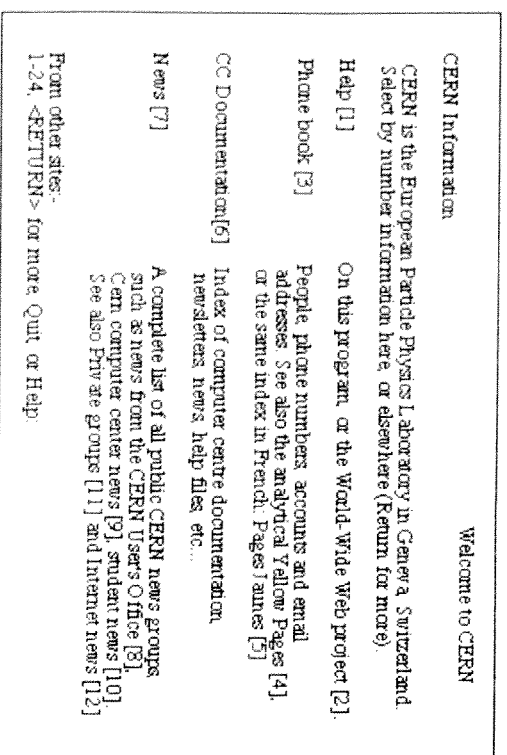 Welcome to CERN
CERN Information
CERN is the European Particle Physics Laboratory in Geneva, Switzerland.
Select by number information here, or elsewhere (Return for more).
Help [1] On this program, or the World-Wide Web project [2].
Phone book [3] People, phone numbers, accounts and email
addresses. See also the analytical Yellow Pages [4],
or the same index in French: Pages Jaunes [5]
CC Documentation[6] Index of computer centre documentation,
newsletters, news, help files, etc...
News [7] A complete list of all public CERN news groups,
such as news from the CERN User's Office [8],
Cern computer center news [9], student news [10].
See also Private groups [11] and Internet news [12]
From other sites:-
1-24, <RETURN> for more, Quit, or Help: